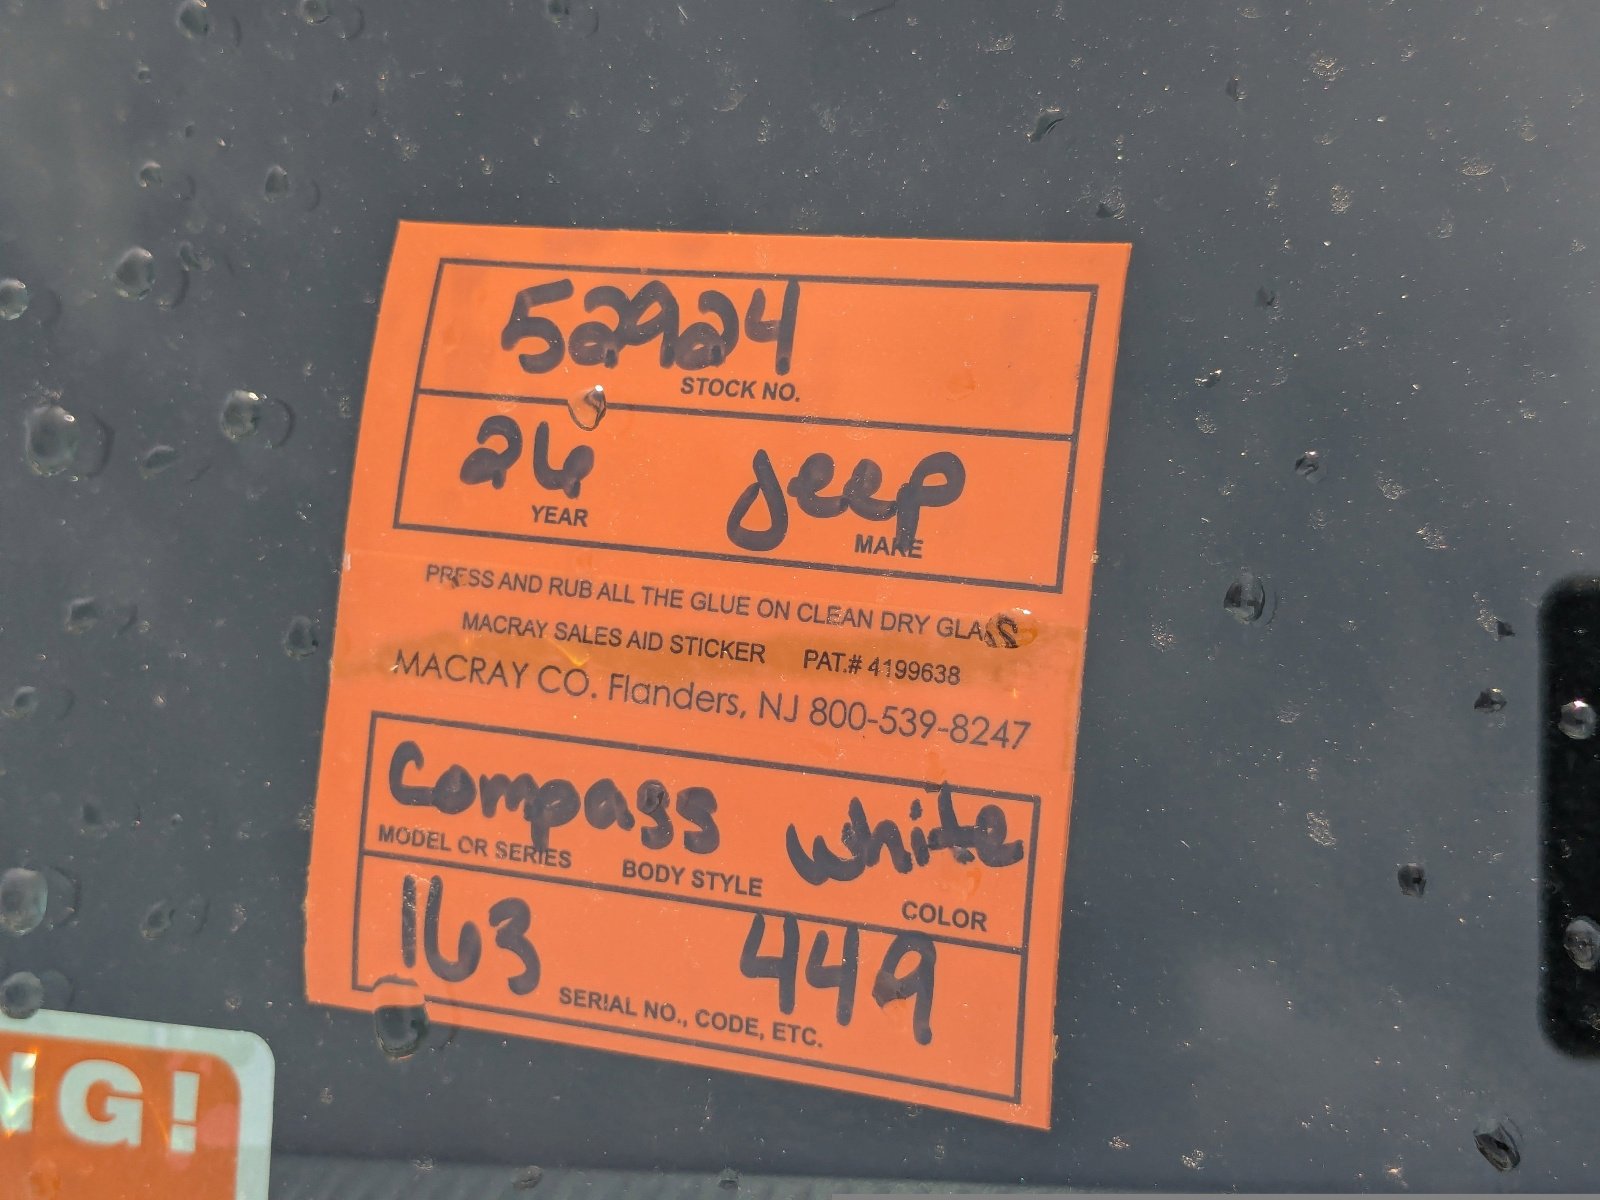 52924
STOCK NO.
26 Jeep
YEAR MAKE
PRESS AND RUB ALL THE GLUE ON CLEAN DRY GLASS
MACRAY SALES AID STICKER PAT.# 4199638
MACRAY CO. Flanders, NJ 800-539-8247
Compass white
MODEL OR SERIES BODY STYLE COLOR
163 449
SERIAL NO., CODE, ETC.
NG!